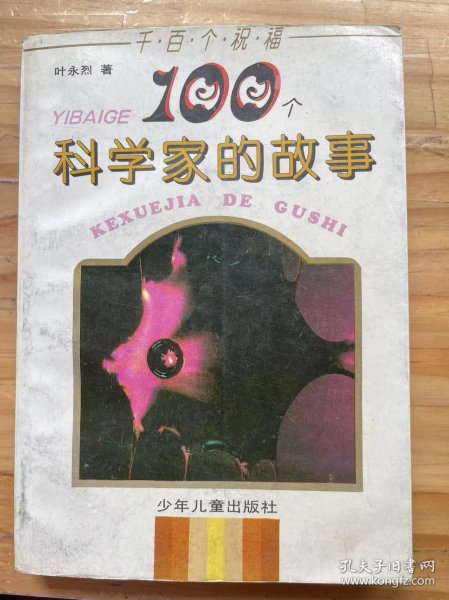 千·百·个·祝·福
叶永烈 著
YIBAIGE 100个
科学家的故事
KEXUEJIA DE GUSHI
少年儿童出版社
孔夫子旧书网
www.kongfz.com